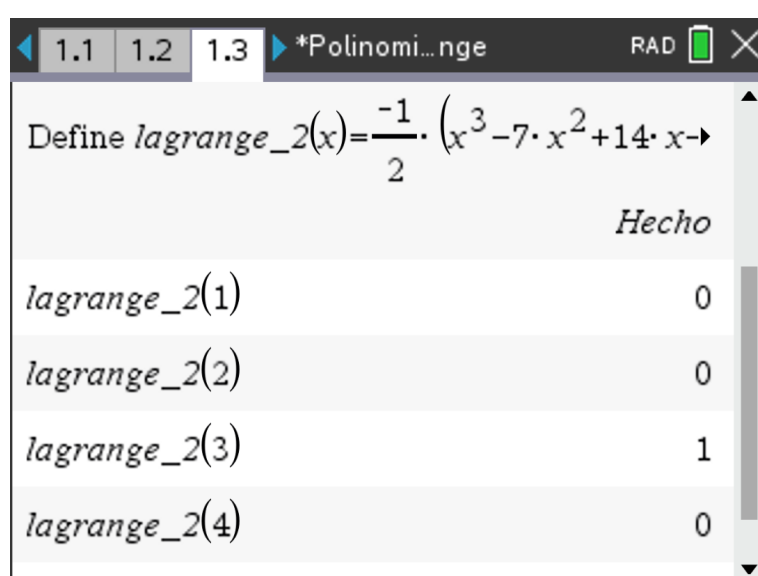 1.1 1.2 1.3 *Polinomi...nge RAD
Define lagrange_2(x)=-1/2·(x^3-7·x^2+14·x-
Hecho
lagrange_2(1) 0
lagrange_2(2) 0
lagrange_2(3) 1
lagrange_2(4) 0